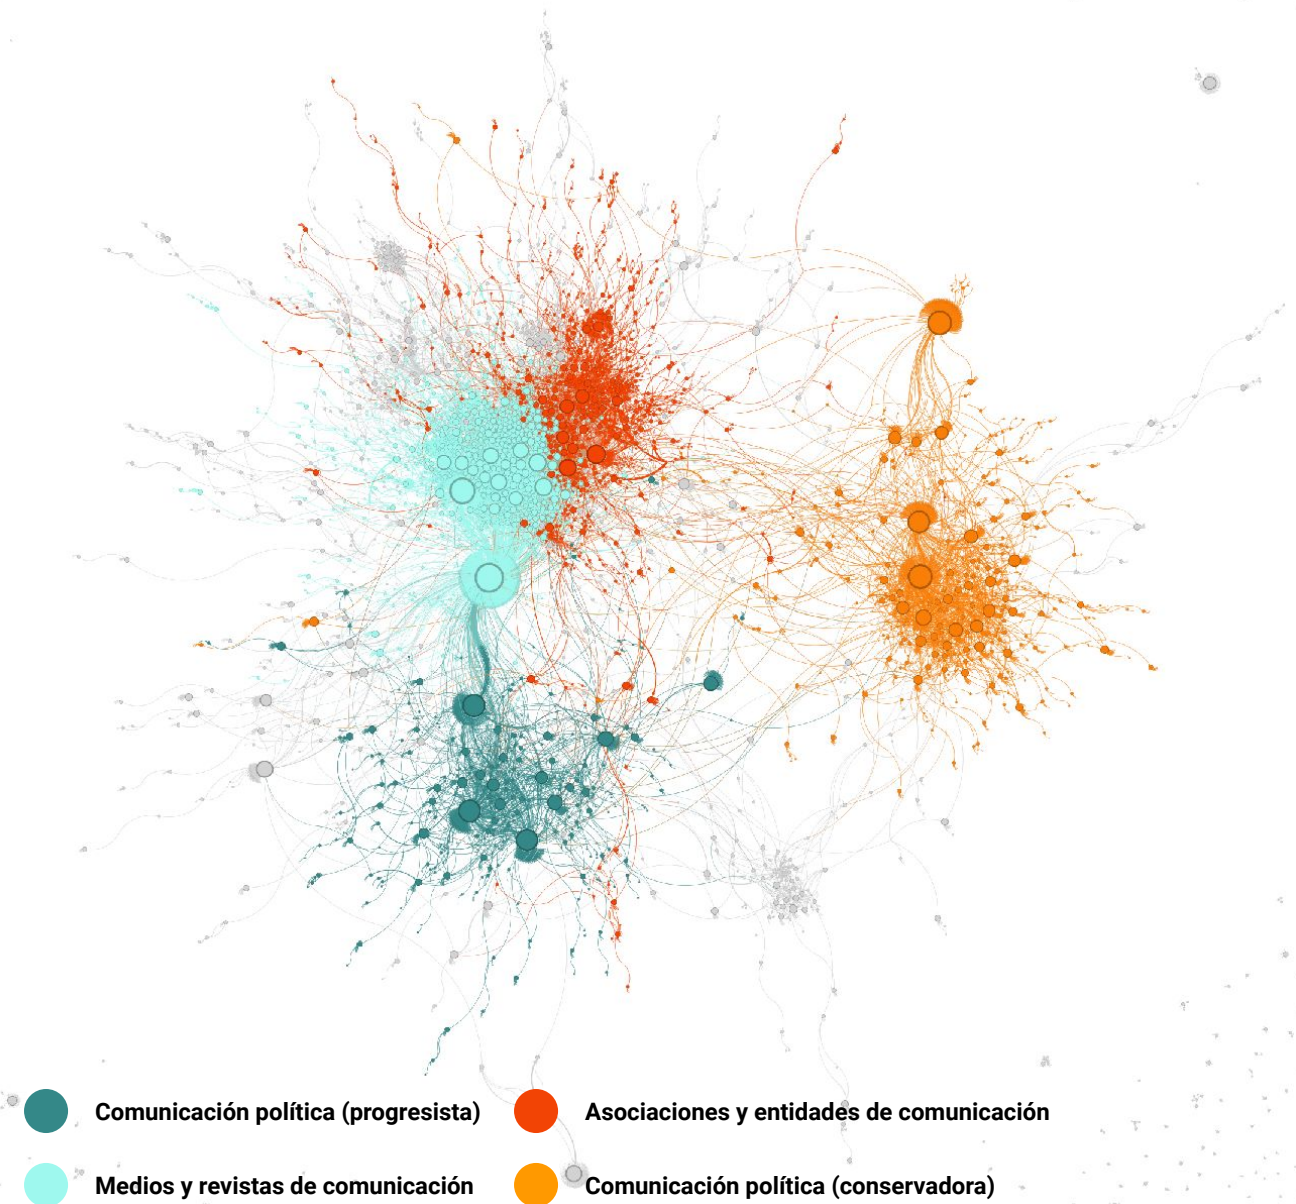 Comunicación política (progresista)
Asociaciones y entidades de comunicación
Medios y revistas de comunicación
Comunicación política (conservadora)